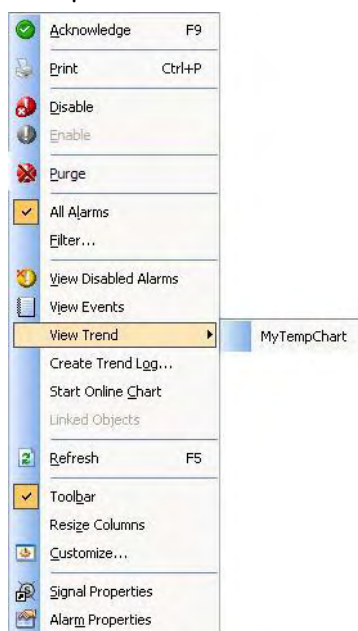 Acknowledge F9
Print Ctrl+P
Disable
Enable
Purge
All Alarms
Filter...
View Disabled Alarms
View Events
View Trend MyTempChart
Create Trend Log...
Start Online Chart
Linked Objects
Refresh F5
Toolbar
Resize Columns
Customize...
Signal Properties
Alarm Properties